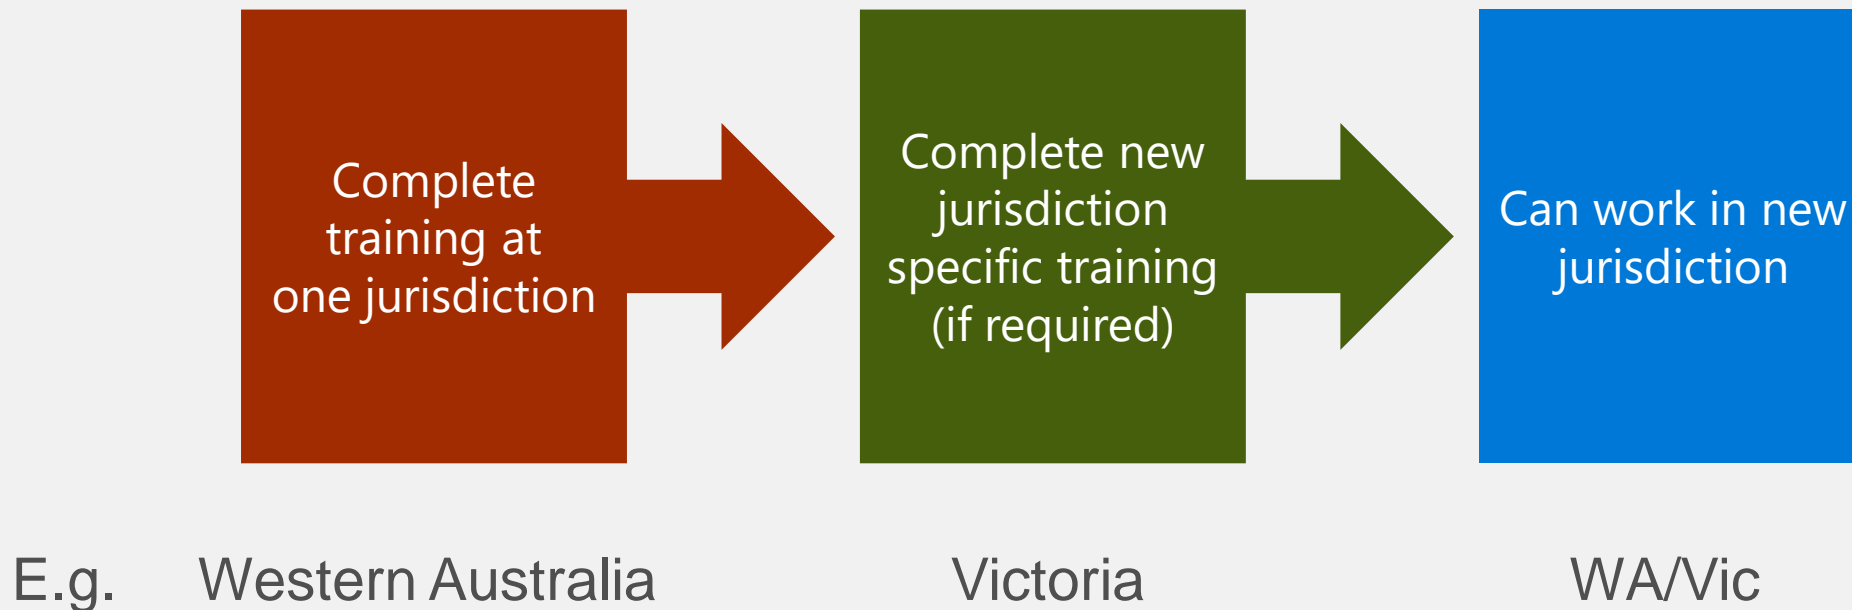 Complete
training at
one jurisdiction
Complete new
jurisdiction
specific training
(if required)
Can work in new
jurisdiction
E.g. Western Australia Victoria WA/Vic